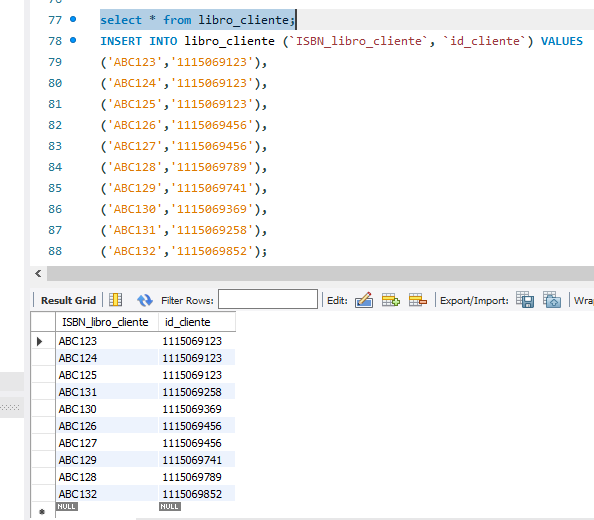 76
77 select * from libro_cliente;
78 INSERT INTO libro_cliente (`ISBN_libro_cliente`, `id_cliente`) VALUES
79 ('ABC123','1115069123'),
80 ('ABC124','1115069123'),
81 ('ABC125','1115069123'),
82 ('ABC126','1115069456'),
83 ('ABC127','1115069456'),
84 ('ABC128','1115069789'),
85 ('ABC129','1115069741'),
86 ('ABC130','1115069369'),
87 ('ABC131','1115069258'),
88 ('ABC132','1115069852');
Result Grid Filter Rows: Edit: Export/Import: Wrap
ISBN_libro_cliente id_cliente
ABC123 1115069123
ABC124 1115069123
ABC125 1115069123
ABC131 1115069258
ABC130 1115069369
ABC126 1115069456
ABC127 1115069456
ABC129 1115069741
ABC128 1115069789
ABC132 1115069852
NULL NULL